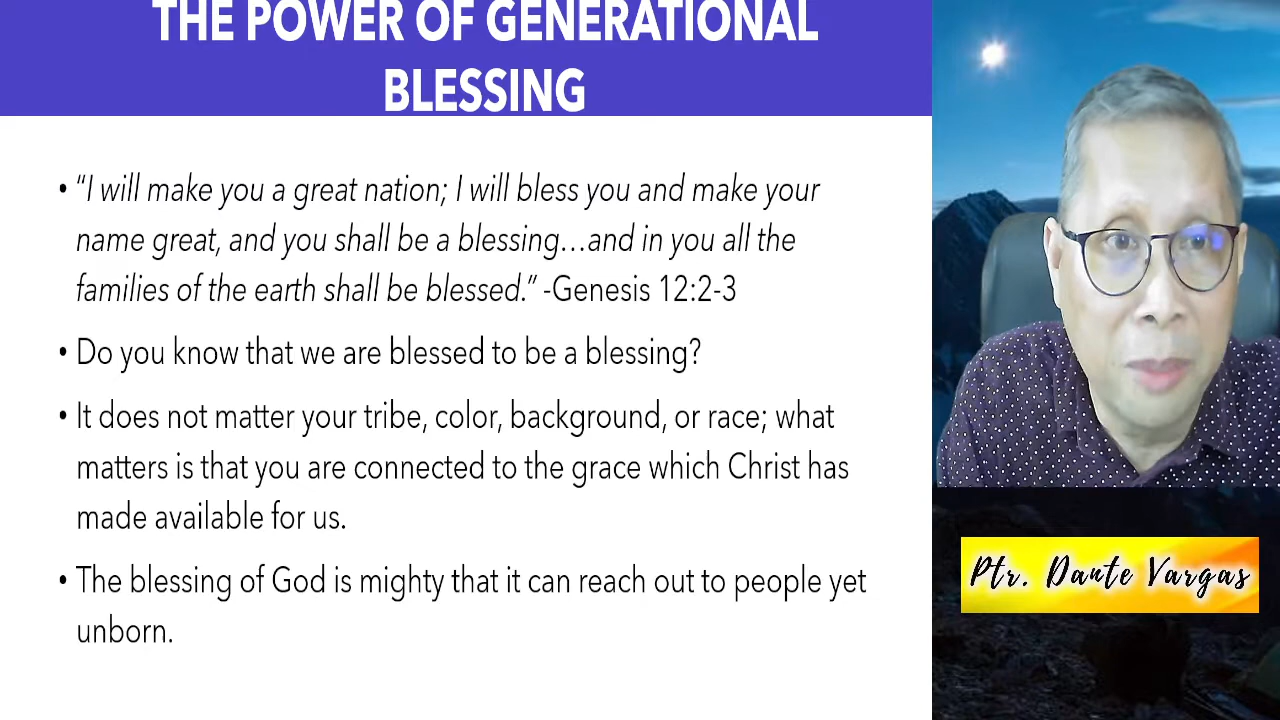 THE POWER OF GENERATIONAL
BLESSING
• “I will make you a great nation; I will bless you and make your
name great, and you shall be a blessing…and in you all the
families of the earth shall be blessed.” -Genesis 12:2-3
• Do you know that we are blessed to be a blessing?
• It does not matter your tribe, color, background, or race; what
matters is that you are connected to the grace which Christ has
made available for us.
• The blessing of God is mighty that it can reach out to people yet
unborn.
Ptr. Dante Vargas